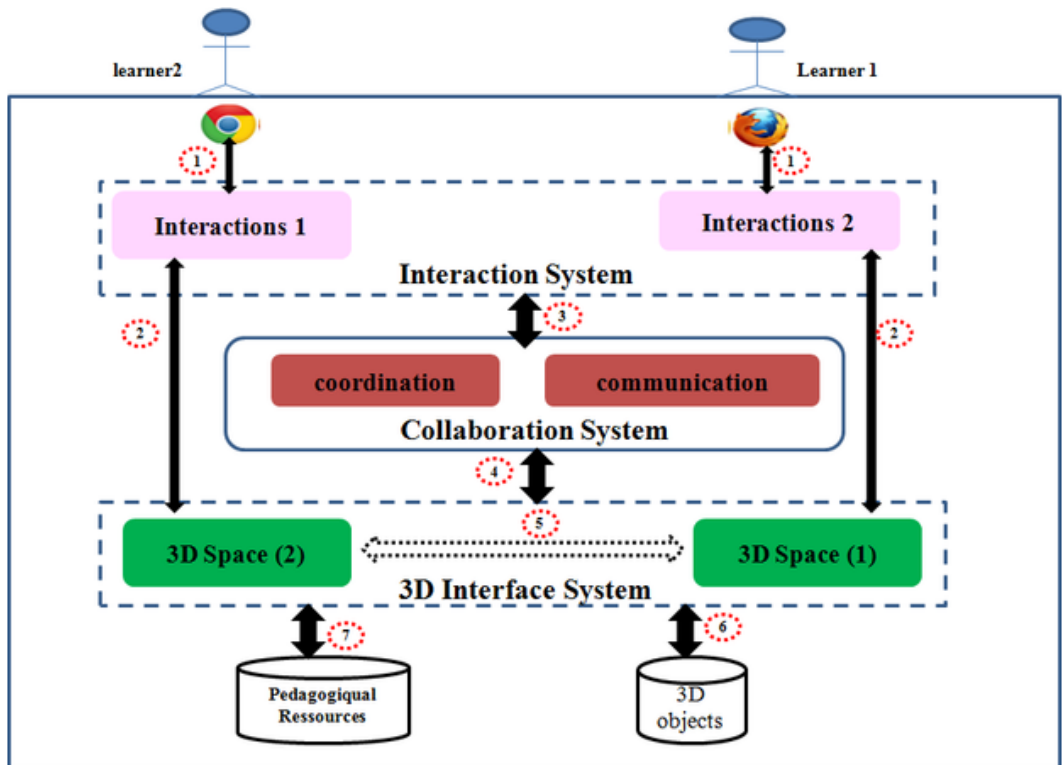 learner2
Learner 1
1
1
Interactions 1
Interactions 2
Interaction System
2
3
2
coordination
communication
Collaboration System
4
5
3D Space (2)
3D Space (1)
3D Interface System
7
6
Pedagogiqual
Ressources
3D
objects